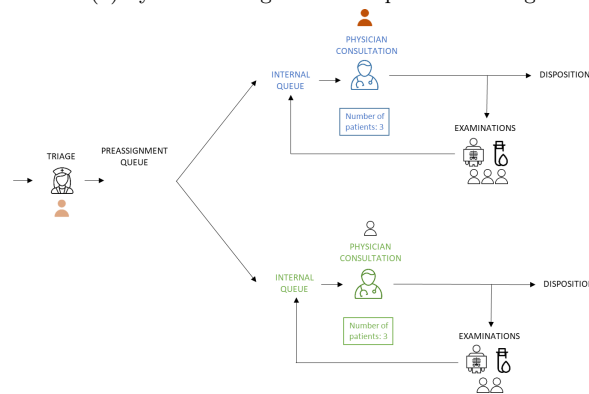 PHYSICIAN
CONSULTATION
INTERNAL
QUEUE
DISPOSITION
Number of
patients: 3
EXAMINATIONS
TRIAGE
PREASSIGNMENT
QUEUE
PHYSICIAN
CONSULTATION
INTERNAL
QUEUE
DISPOSITION
Number of
patients: 3
EXAMINATIONS